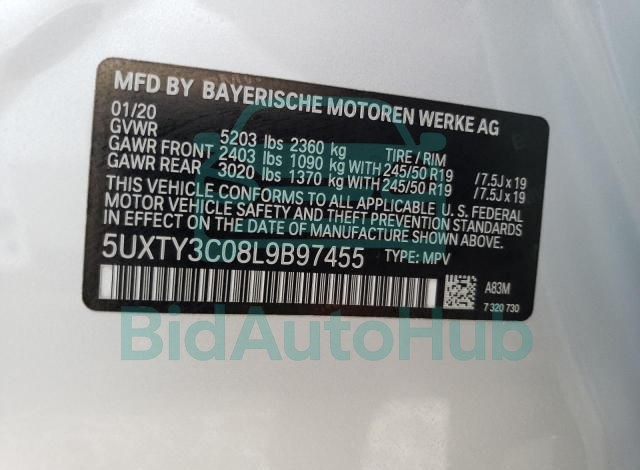 MFD BY BAYERISCHE MOTOREN WERKE AG
01/20
GVWR 5203 lbs 2360 kg TIRE / RIM
GAWR FRONT 2403 lbs 1090 kg WITH 245/50 R19 /7.5J x 19
GAWR REAR 3020 lbs 1370 kg WITH 245/50 R19 /7.5J x 19
THIS VEHICLE CONFORMS TO ALL APPLICABLE U.S. FEDERAL
MOTOR VEHICLE SAFETY AND THEFT PREVENTION STANDARDS
IN EFFECT ON THE DATE OF MANUFACTURE SHOWN ABOVE.
5UXTY3C08L9B97455 TYPE: MPV
A83M
7 320 730
BidAutoHub